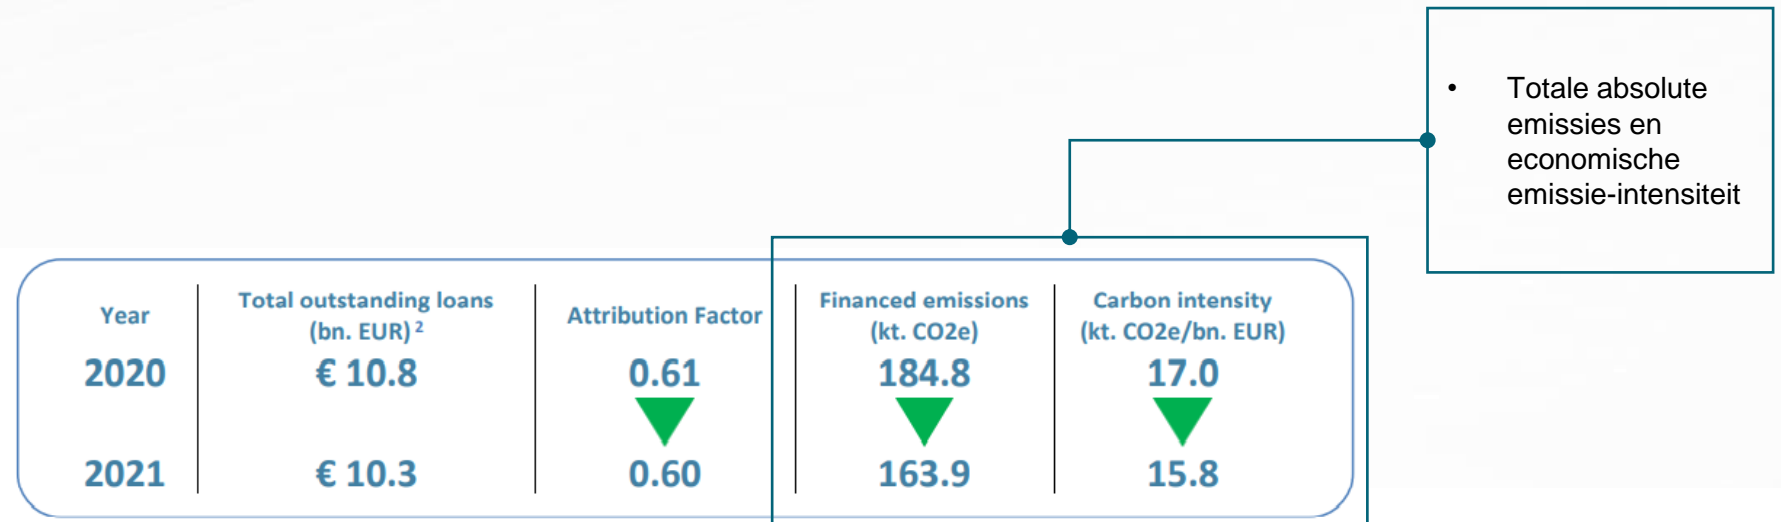 • Totale absolute
emissies en
economische
emissie-intensiteit
Year
Total outstanding loans
(bn. EUR) 2
Attribution Factor
Financed emissions
(kt. CO2e)
Carbon intensity
(kt. CO2e/bn. EUR)
2020
€ 10.8
0.61
184.8
17.0
2021
€ 10.3
0.60
163.9
15.8